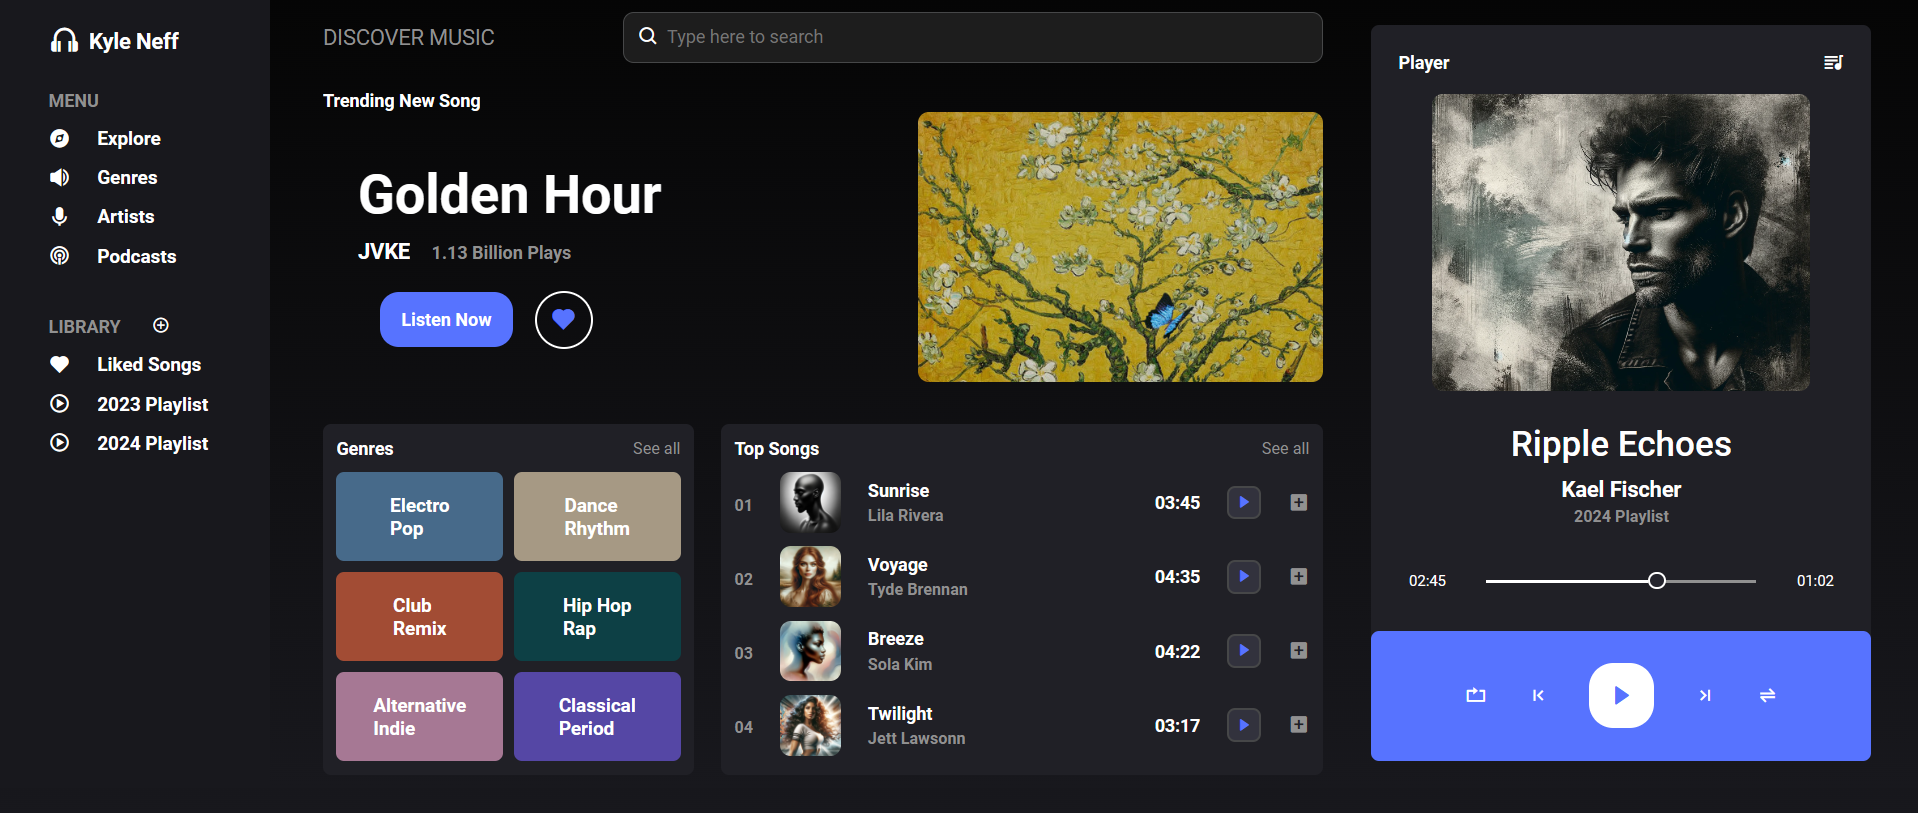 Kyle Neff
MENU
Explore
Genres
Artists
Podcasts
LIBRARY
Liked Songs
2023 Playlist
2024 Playlist
DISCOVER MUSIC
Type here to search
Trending New Song
Golden Hour
JVKE 1.13 Billion Plays
Listen Now
Genres See all
Electro
Pop
Dance
Rhythm
Club
Remix
Hip Hop
Rap
Alternative
Indie
Classical
Period
Top Songs See all
01 Sunrise 03:45
Lila Rivera
02 Voyage 04:35
Tyde Brennan
03 Breeze 04:22
Sola Kim
04 Twilight 03:17
Jett Lawsonn
Player
Ripple Echoes
Kael Fischer
2024 Playlist
02:45 01:02